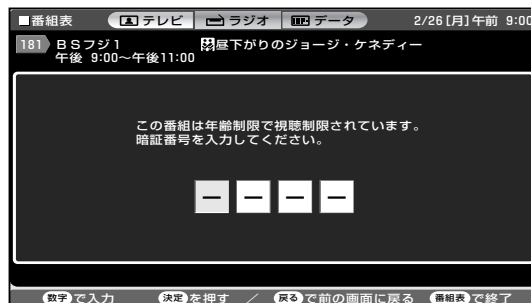 ■番組表 テレビ ラジオ データ 2/26[月]午前 9:00
181 BSフジ1 昼下がりのジョージ・ケネディー
午後 9:00〜午後11:00
この番組は年齢制限で視聴制限されています。
暗証番号を入力してください。
ー ー ー ー
数字で入力 決定を押す / 戻るで前の画面に戻る 番組表で終了